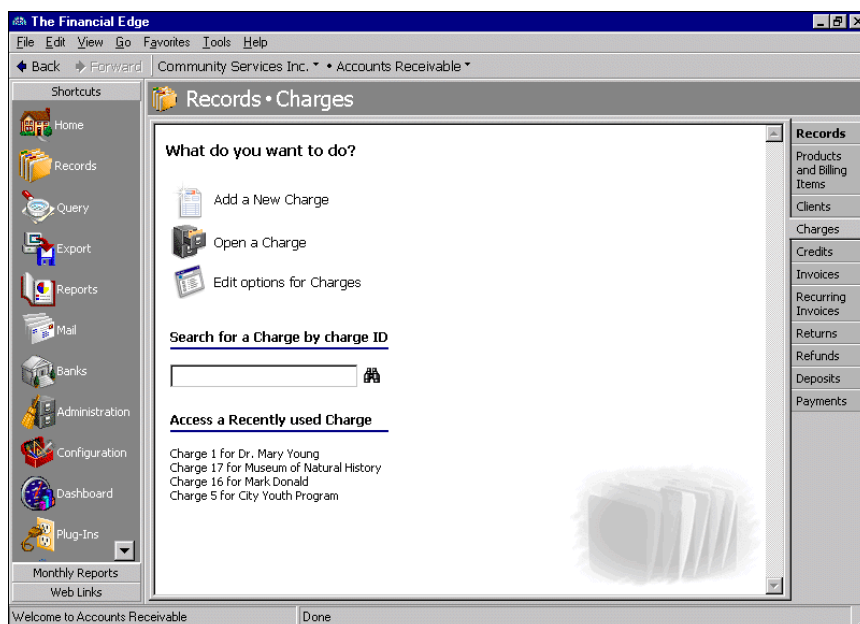 The Financial Edge
File Edit View Go Favorites Tools Help
Back Forward Community Services Inc. • Accounts Receivable
Shortcuts
Home
Records
Query
Export
Reports
Mail
Banks
Administration
Configuration
Dashboard
Plug-Ins
Monthly Reports
Web Links
Records • Charges
What do you want to do?
Add a New Charge
Open a Charge
Edit options for Charges
Search for a Charge by charge ID
Access a Recently used Charge
Charge 1 for Dr. Mary Young
Charge 17 for Museum of Natural History
Charge 16 for Mark Donald
Charge 5 for City Youth Program
Records
Products
and Billing
Items
Clients
Charges
Credits
Invoices
Recurring
Invoices
Returns
Refunds
Deposits
Payments
Welcome to Accounts Receivable Done